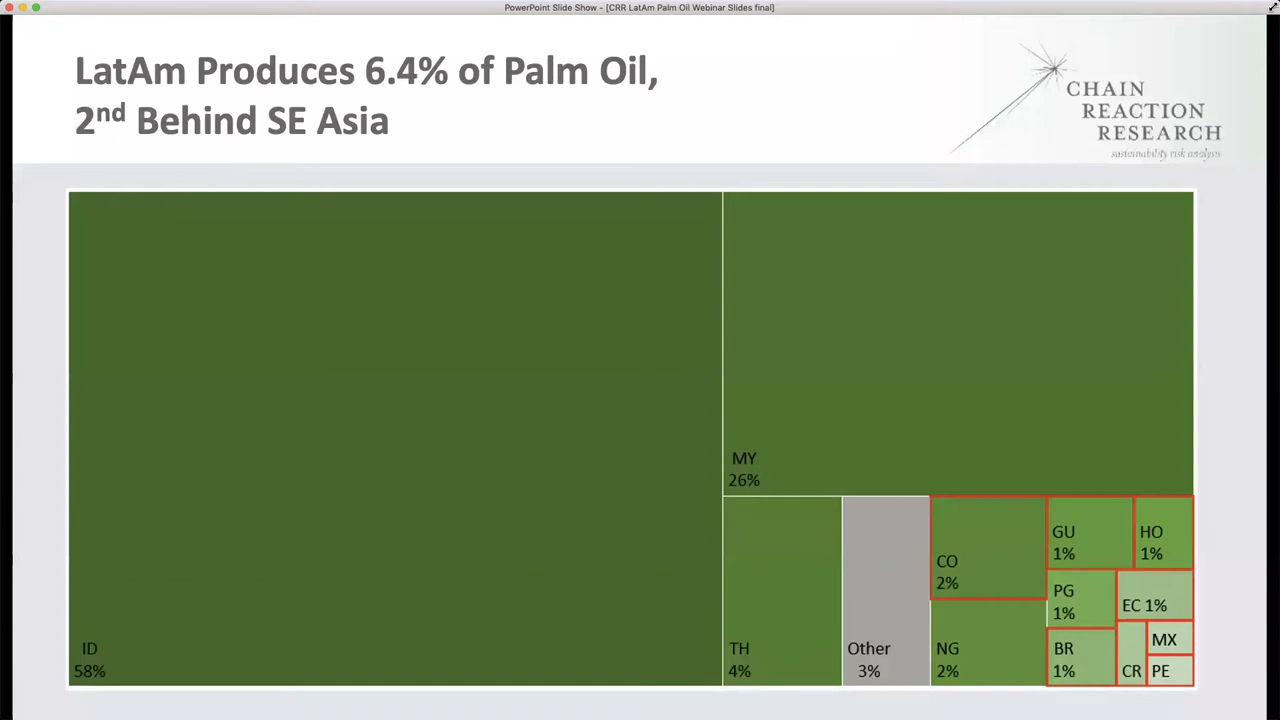 PowerPoint Slide Show - [CRR LatAm Palm Oil Webinar Slides final]
LatAm Produces 6.4% of Palm Oil,
2nd Behind SE Asia
CHAIN
REACTION
RESEARCH
sustainability risk analysis
ID
58%
MY
26%
TH
4%
Other
3%
CO
2%
NG
2%
GU
1%
HO
1%
PG
1%
EC 1%
BR
1%
CR
MX
PE